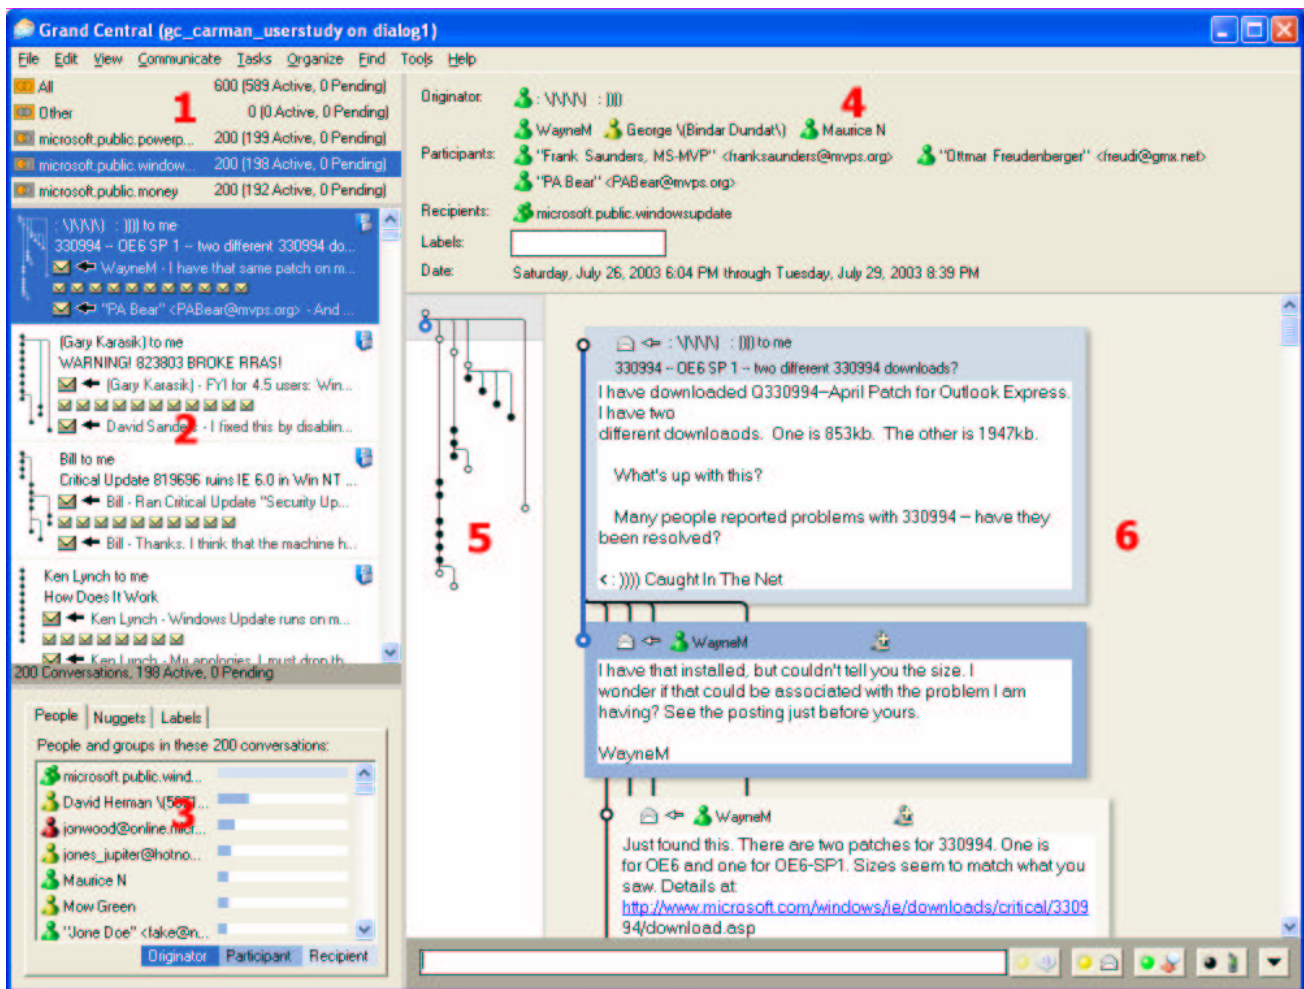 Grand Central (gc_carman_userstudy on dialog1)
File Edit View Communicate Tasks Organize Find Tools Help
All 600 (589 Active, 0 Pending)
Other 0 (0 Active, 0 Pending)
microsoft.public.powerp... 200 (199 Active, 0 Pending)
microsoft.public.window... 200 (198 Active, 0 Pending)
microsoft.public.money 200 (192 Active, 0 Pending)
1
: \)\)\)\) : )))) to me
330994 -- OE6 SP 1 -- two different 330994 do...
WayneM - I have that same patch on m...
"PA Bear" <PABear@mvps.org> - And ...
(Gary Karasik) to me
WARNING! 823803 BROKE RRAS!
(Gary Karasik) - FYI for 4.5 users: Win...
David Sanders - I fixed this by disablin...
2
Bill to me
Critical Update 819696 ruins IE 6.0 in Win NT ...
Bill - Ran Critical Update "Security Up...
Bill - Thanks. I think that the machine h...
Ken Lynch to me
How Does It Work
Ken Lynch - Windows Update runs on m...
Ken Lynch - My apologies, I must drop th...
200 Conversations, 198 Active, 0 Pending
People Nuggets Labels
People and groups in these 200 conversations:
microsoft.public.wind...
David Herman \(5971...
jonwood@online.micr...
3
jones_jupiter@hotno...
Maurice N
Mow Green
"Jone Doe" <fake@n...
Originator Participant Recipient
Originator: : \)\)\)\) : ))))
4
WayneM George \(Bindar Dundat\) Maurice N
Participants: "Frank Saunders, MS-MVP" <franksaunders@mvps.org> "Ottmar Freudenberger" <freudi@gmx.net>
"PA Bear" <PABear@mvps.org>
Recipients: microsoft.public.windowsupdate
Labels:
Date: Saturday, July 26, 2003 6:04 PM through Tuesday, July 29, 2003 8:39 PM
5
: \)\)\)\) : )))) to me
330994 -- OE6 SP 1 -- two different 330994 downloads?
I have downloaded Q330994--April Patch for Outlook Express.
I have two
different downloaods. One is 853kb. The other is 1947kb.
What's up with this?
Many people reported problems with 330994 -- have they
been resolved?
< : )))) Caught In The Net
6
WayneM
I have that installed, but couldn't tell you the size. I
wonder if that could be associated with the problem I am
having? See the posting just before yours.
WayneM
WayneM
Just found this. There are two patches for 330994. One is
for OE6 and one for OE6-SP1. Sizes seem to match what you
saw. Details at
http://www.microsoft.com/windows/ie/downloads/critical/3309
94/download.asp